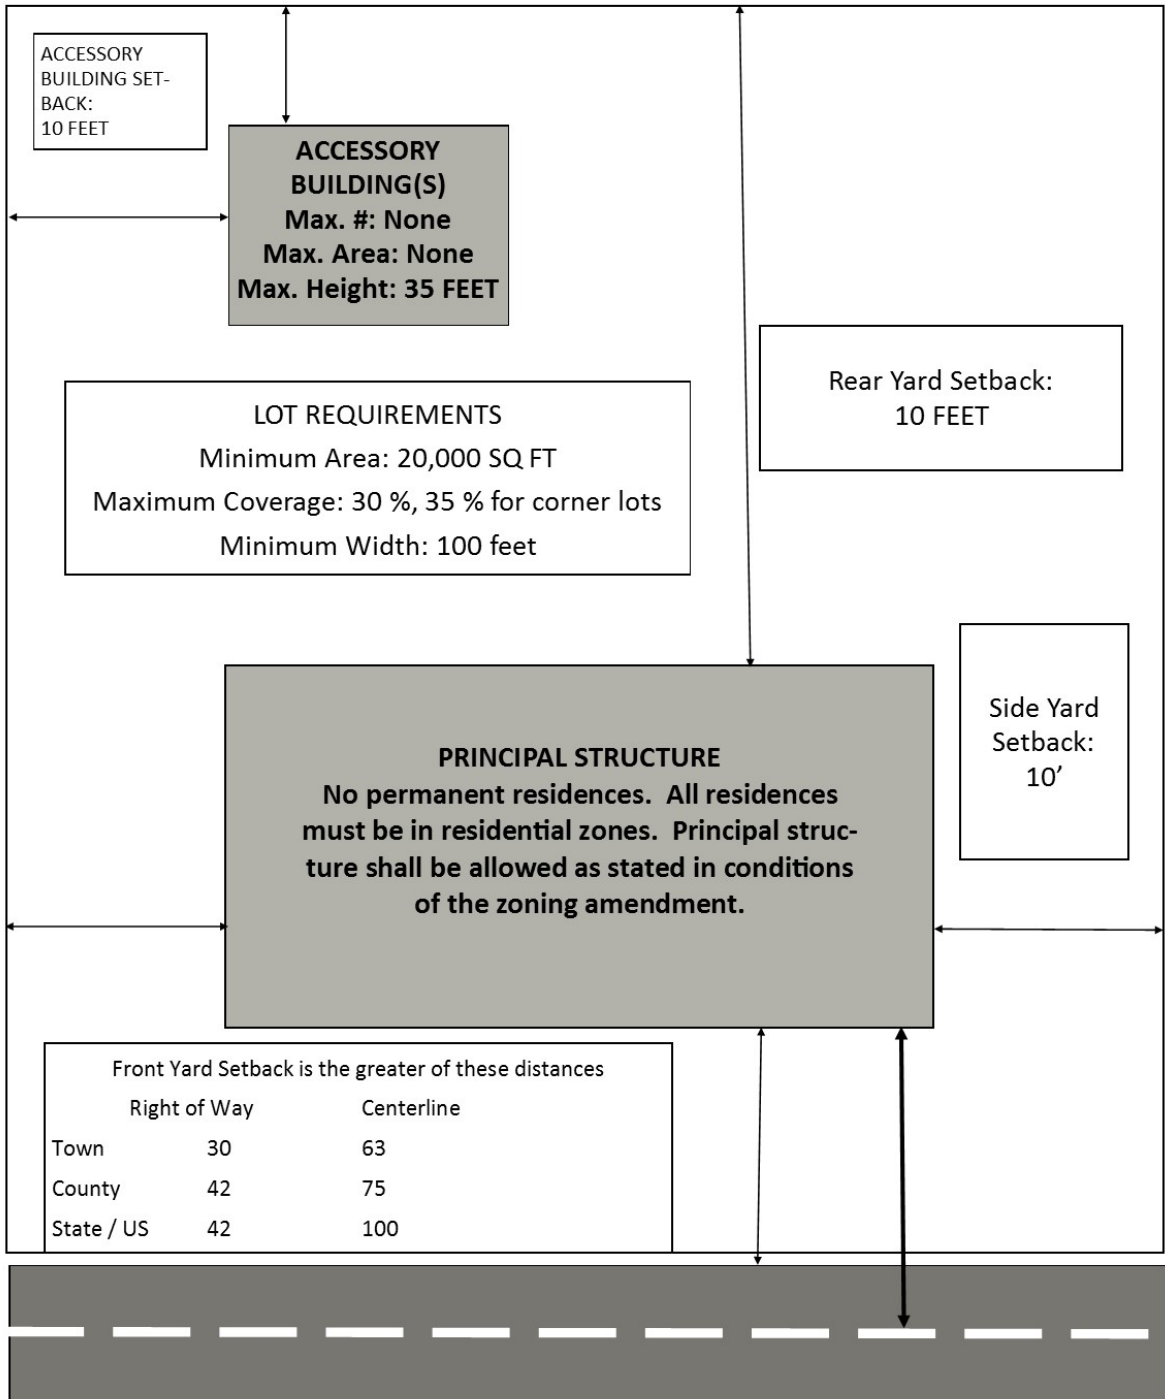 ACCESSORY
BUILDING SET-
BACK:
10 FEET
ACCESSORY
BUILDING(S)
Max. #: None
Max. Area: None
Max. Height: 35 FEET
Rear Yard Setback:
10 FEET
LOT REQUIREMENTS
Minimum Area: 20,000 SQ FT
Maximum Coverage: 30 %, 35 % for corner lots
Minimum Width: 100 feet
Side Yard
Setback:
10’
PRINCIPAL STRUCTURE
No permanent residences.  All residences
must be in residential zones.  Principal struc-
ture shall be allowed as stated in conditions
of the zoning amendment.
Front Yard Setback is the greater of these distances
Right of Way Centerline
Town 30 63
County 42 75
State / US 42 100